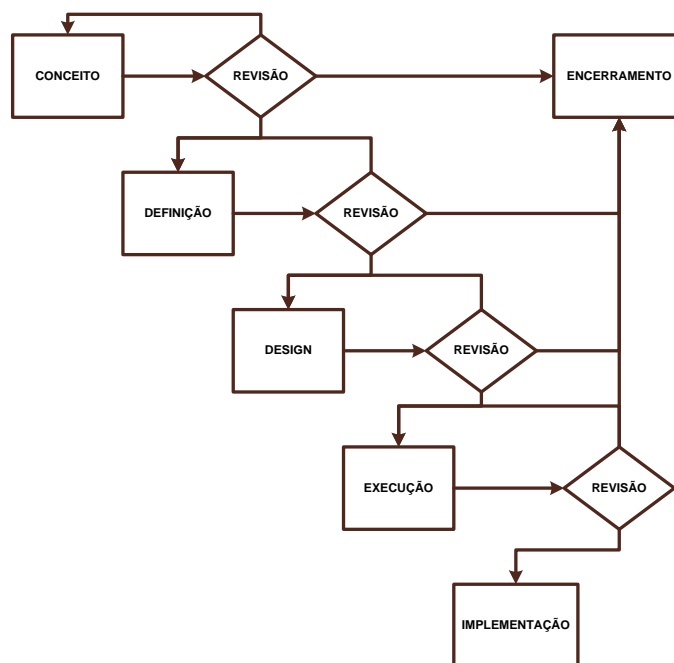 CONCEITO
REVISÃO
ENCERRAMENTO
DEFINIÇÃO
REVISÃO
DESIGN
REVISÃO
EXECUÇÃO
REVISÃO
IMPLEMENTAÇÃO